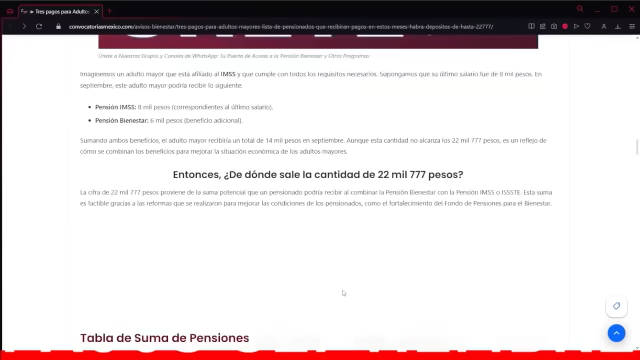 Tres pagos para Adultos
convocatoriasmexico.com/avisos-bienestar/tres-pagos-para-adultos-mayores-lista-de-pensionados-que-recibiran-pagos-en-estos-meses-habra-depositos-de-hasta-22777/
Únete a Nuestros Grupos y Canales de WhatsApp: Tu Puerta de Acceso a la Pensión Bienestar y Otros Programas
Imaginemos un adulto mayor que está afiliado al IMSS y que cumple con todos los requisitos necesarios. Supongamos que su último salario fue de 8 mil pesos. En
septiembre, este adulto mayor podría recibir lo siguiente:
• Pensión IMSS: 8 mil pesos (correspondientes al último salario).
• Pensión Bienestar: 6 mil pesos (beneficio adicional).
Sumando ambos beneficios, el adulto mayor recibiría un total de 14 mil pesos en septiembre. Aunque esta cantidad no alcanza los 22 mil 777 pesos, es un reflejo de
cómo se combinan los beneficios para mejorar la situación económica de los adultos mayores.
Entonces, ¿De dónde sale la cantidad de 22 mil 777 pesos?
La cifra de 22 mil 777 pesos proviene de la suma potencial que un pensionado podría recibir al combinar la Pensión Bienestar con la Pensión IMSS o ISSSTE. Esta suma
es factible gracias a las reformas que se realizaron para mejorar las condiciones de los pensionados, como el fortalecimiento del Fondo de Pensiones para el Bienestar.
Tabla de Suma de Pensiones